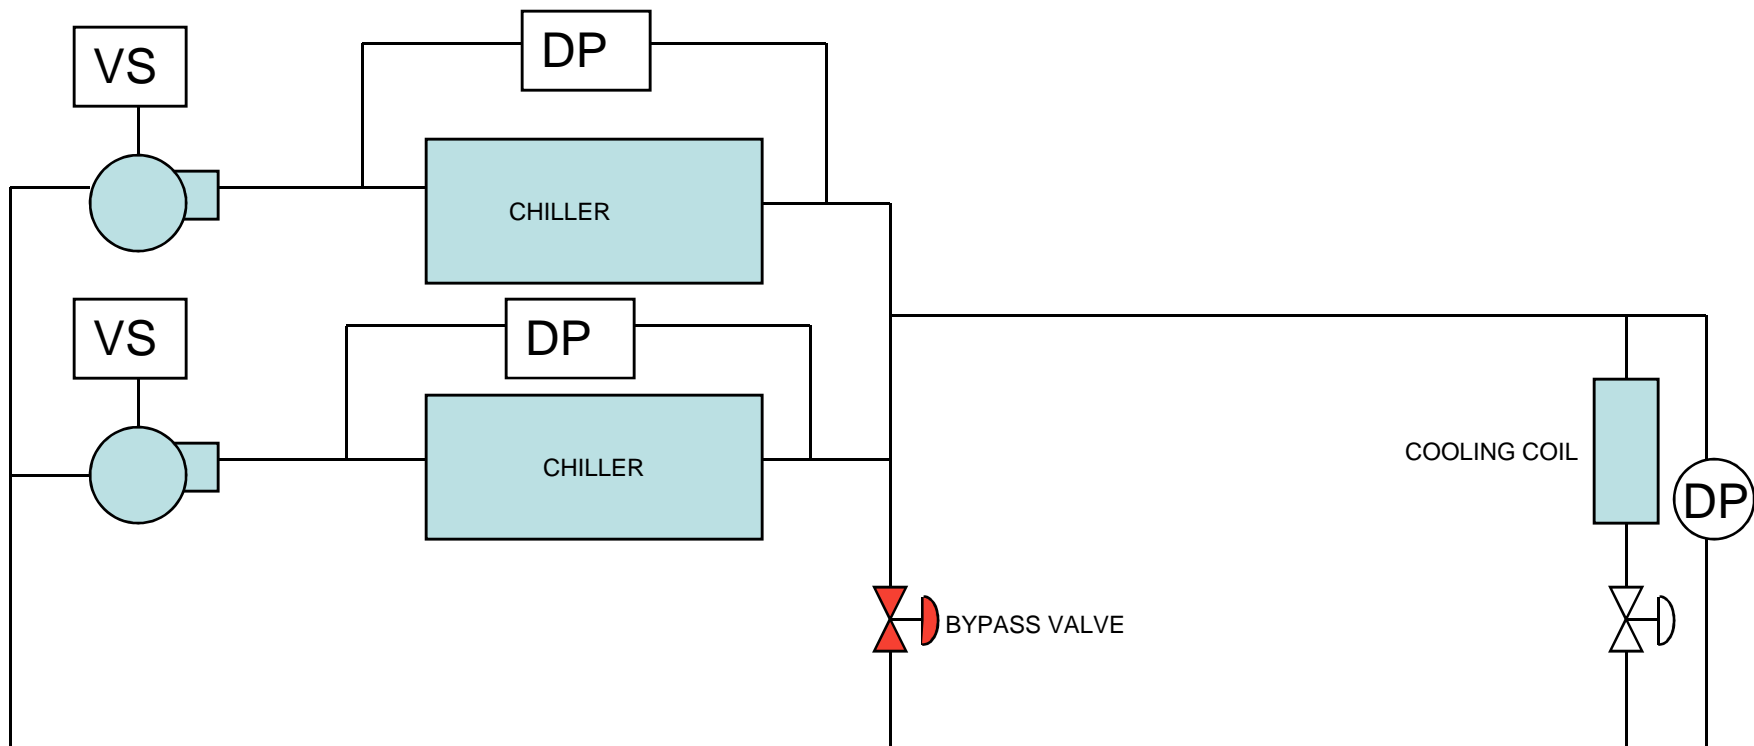 VS
DP
CHILLER
VS
DP
CHILLER
COOLING COIL
DP
BYPASS VALVE